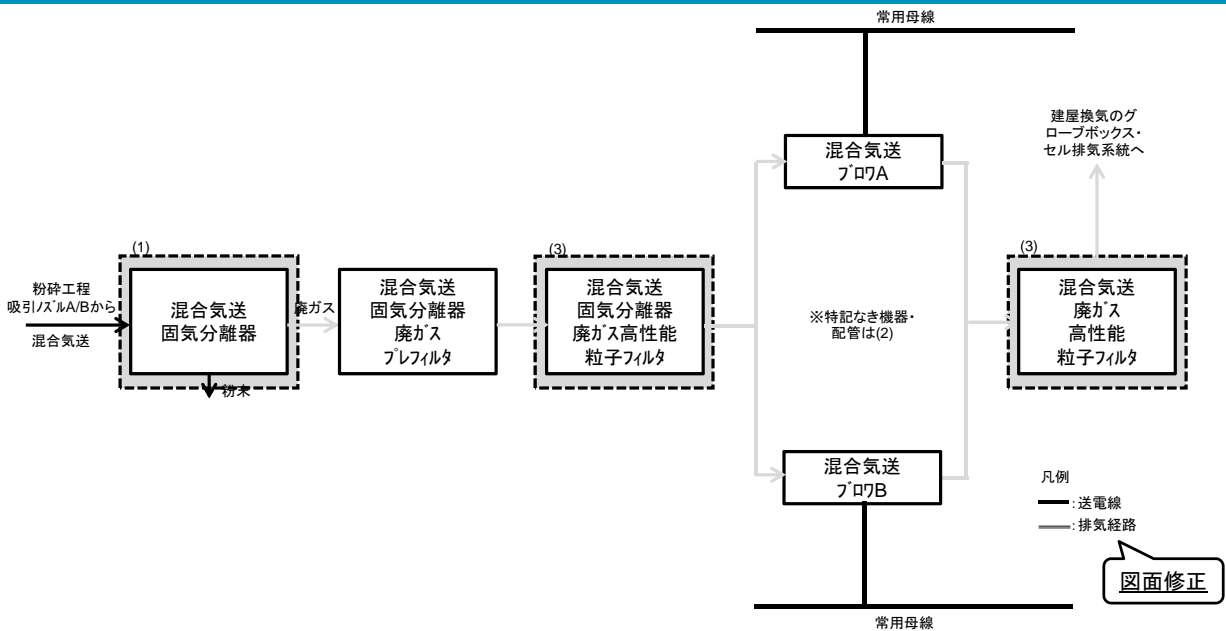 常用母線
混合気送
ﾌﾞﾛﾜA
建屋換気のグ
ローブボックス・
セル排気系統へ
(1)
粉砕工程
吸引ﾉｽﾞﾙA/Bから
混合気送
混合気送
固気分離器
粉末
廃ガス
混合気送
固気分離器
廃ｶﾞｽ
ﾌﾟﾚﾌｨﾙﾀ
(3)
混合気送
固気分離器
廃ｶﾞｽ高性能
粒子ﾌｨﾙﾀ
※特記なき機器・
配管は(2)
(3)
混合気送
廃ｶﾞｽ
高性能
粒子ﾌｨﾙﾀ
混合気送
ﾌﾞﾛﾜB
凡例
：送電線
：排気経路
図面修正
常用母線